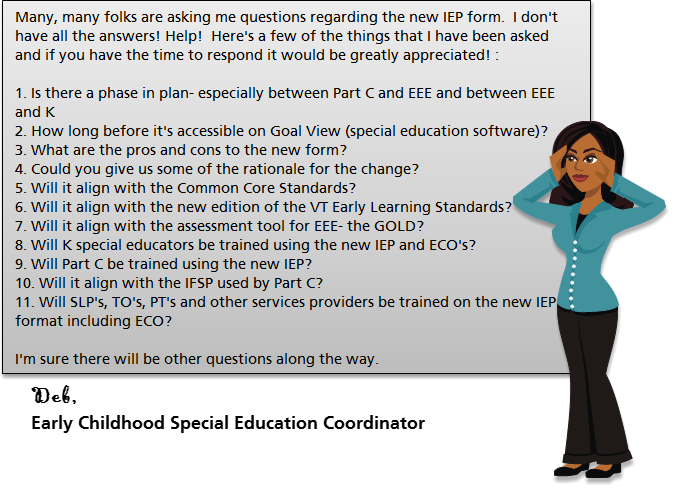 Many, many folks are asking me questions regarding the new IEP form.  I don't
have all the answers! Help!  Here's a few of the things that I have been asked
and if you have the time to respond it would be greatly appreciated! :
1. Is there a phase in plan- especially between Part C and EEE and between EEE
and K
2. How long before it's accessible on Goal View (special education software)?
3. What are the pros and cons to the new form?
4. Could you give us some of the rationale for the change?
5. Will it align with the Common Core Standards?
6. Will it align with the new edition of the VT Early Learning Standards?
7. Will it align with the assessment tool for EEE- the GOLD?
8. Will K special educators be trained using the new IEP and ECO's?
9. Will Part C be trained using the new IEP?
10. Will it align with the IFSP used by Part C?
11. Will SLP's, TO's, PT's and other services providers be trained on the new IEP
format including ECO?
I'm sure there will be other questions along the way.
Deb,
Early Childhood Special Education Coordinator